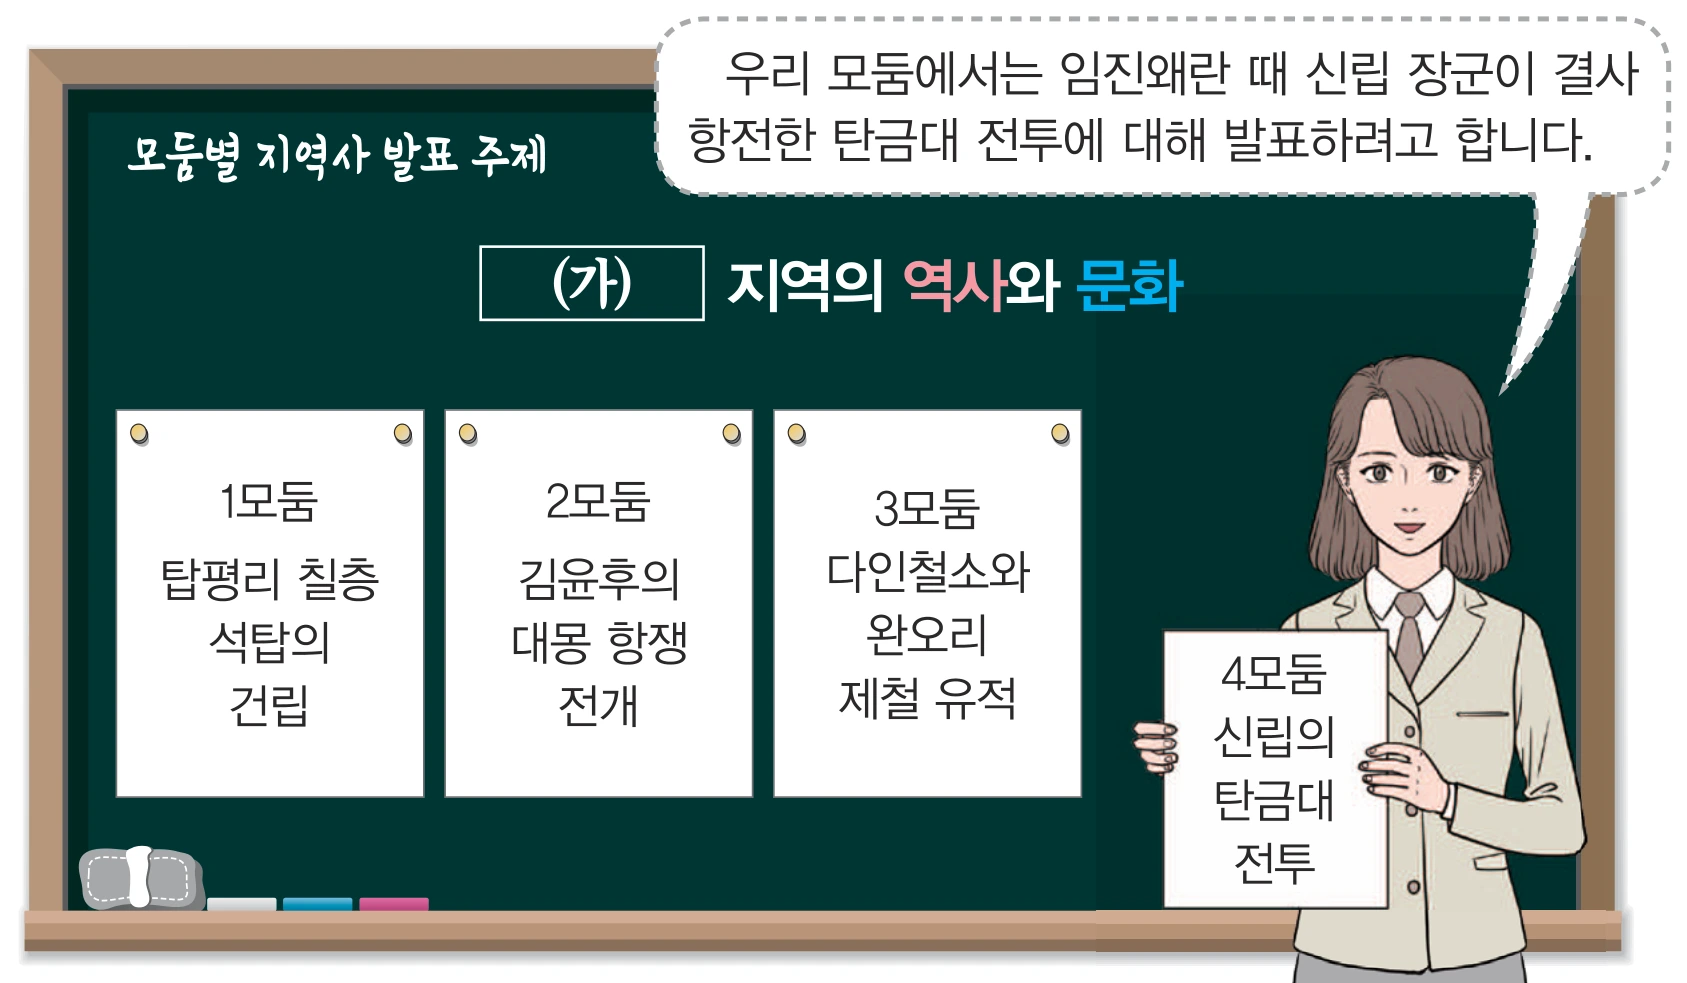 우리 모둠에서는 임진왜란 때 신립 장군이 결사
항전한 탄금대 전투에 대해 발표하려고 합니다.
모둠별 지역사 발표 주제
(가) 지역의 역사와 문화
1모둠
탑평리 칠층
석탑의
건립
2모둠
김윤후의
대몽 항쟁
전개
3모둠
다인철소와
완오리
제철 유적
4모둠
신립의
탄금대
전투